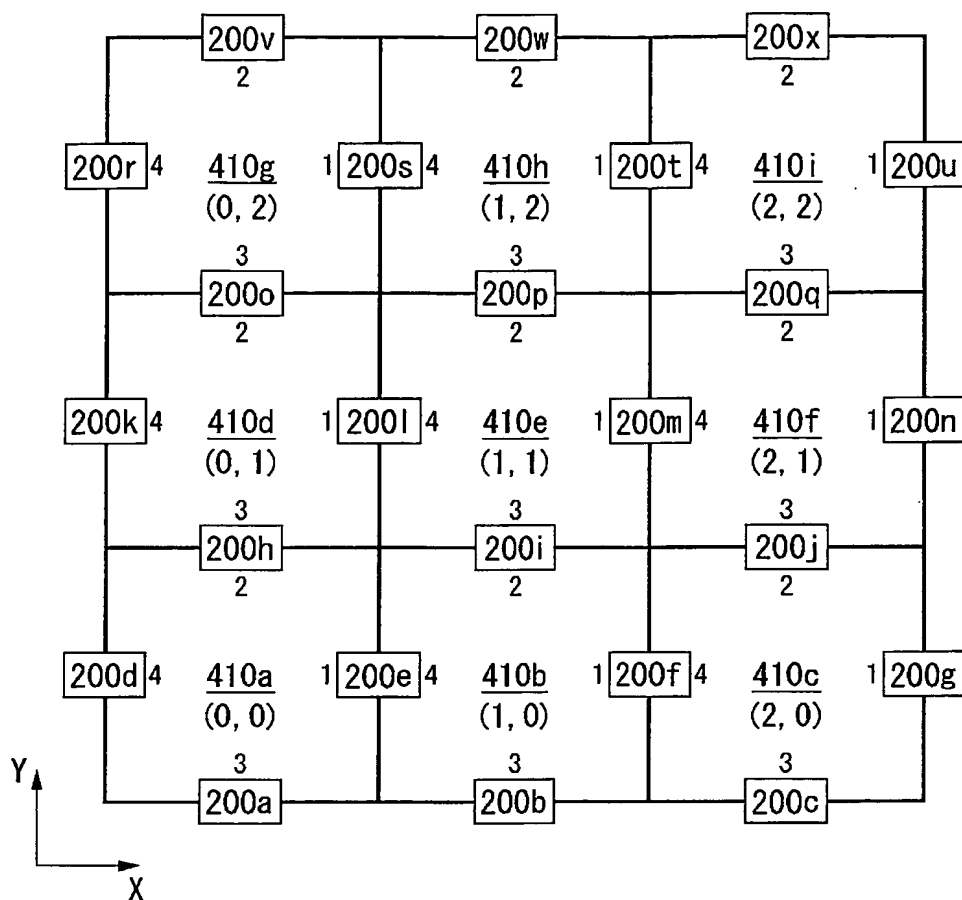 200v 200w 200x
2 2 2
200r 4 410g 1 200s 4 410h 1 200t 4 410i 1 200u
(0, 2) (1, 2) (2, 2)
3 3 3
200o 200p 200q
2 2 2
200k 4 410d 1 200l 4 410e 1 200m 4 410f 1 200n
(0, 1) (1, 1) (2, 1)
3 3 3
200h 200i 200j
2 2 2
200d 4 410a 1 200e 4 410b 1 200f 4 410c 1 200g
(0, 0) (1, 0) (2, 0)
3 3 3
Y
200a 200b 200c
X